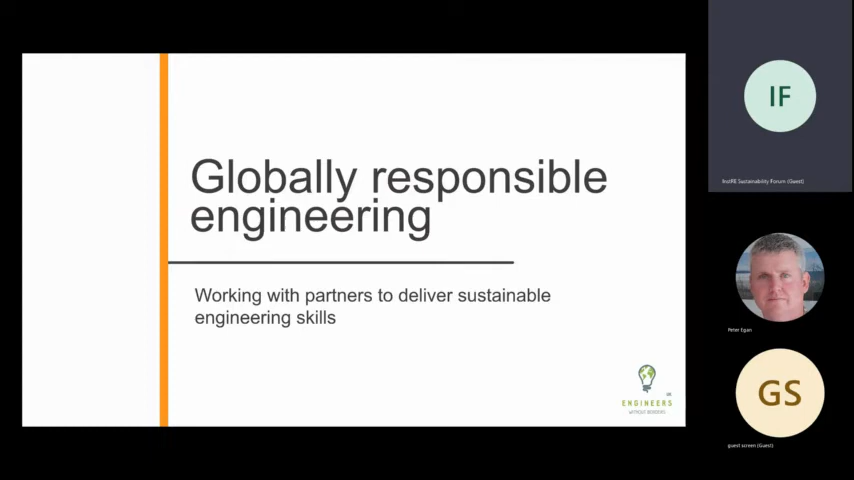 Globally responsible
engineering
Working with partners to deliver sustainable
engineering skills
UK
ENGINEERS
WITHOUT BORDERS
IF
InstRE Sustainability Forum (Guest)
Peter Egan
GS
guest screen (Guest)